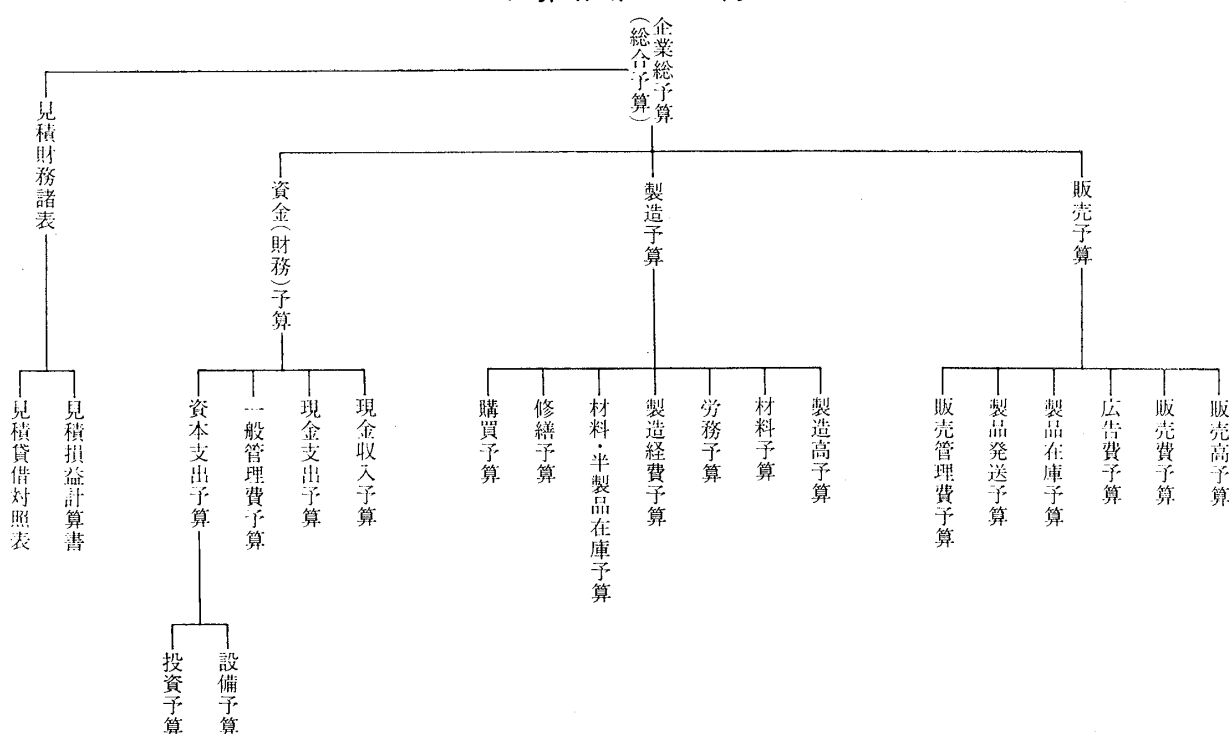 企業総予算
(総合予算)
販売予算
製造予算
資金(財務)予算
見積財務諸表
販売高予算
販売費予算
広告費予算
製品在庫予算
製品発送予算
販売管理費予算
製造高予算
材料予算
労務予算
製造経費予算
材料・半製品在庫予算
修繕予算
購買予算
現金収入予算
現金支出予算
一般管理費予算
資本支出予算
見積損益計算書
見積貸借対照表
設備予算
投資予算